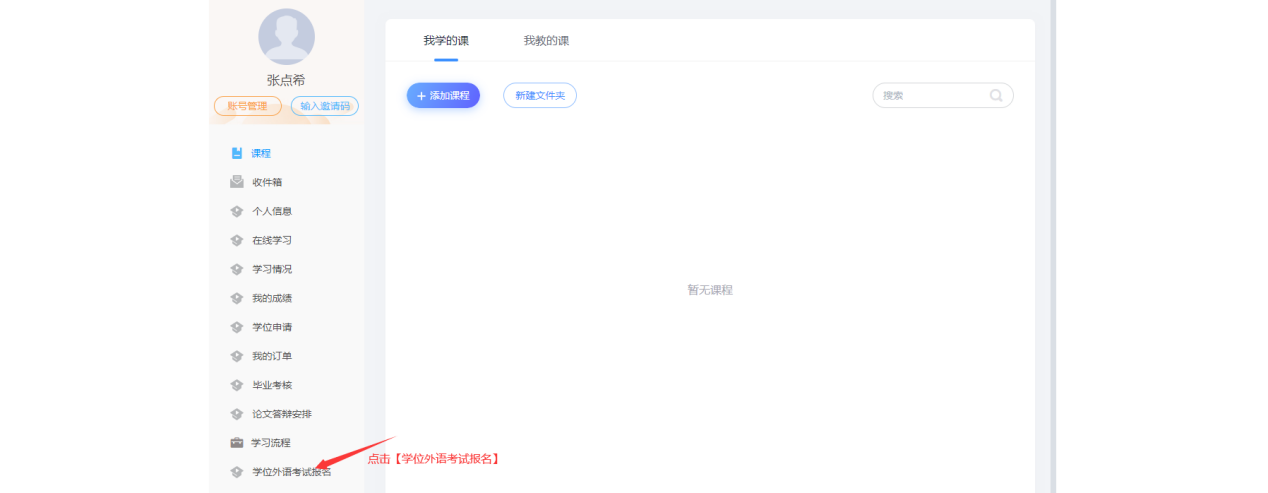 我学的课
我教的课
张点希
账号管理
输入邀请码
+ 添加课程
新建文件夹
搜索
课程
收件箱
个人信息
在线学习
学习情况
我的成绩
学位申请
我的订单
毕业考核
论文答辩安排
学习流程
学位外语考试报名
暂无课程
点击【学位外语考试报名】